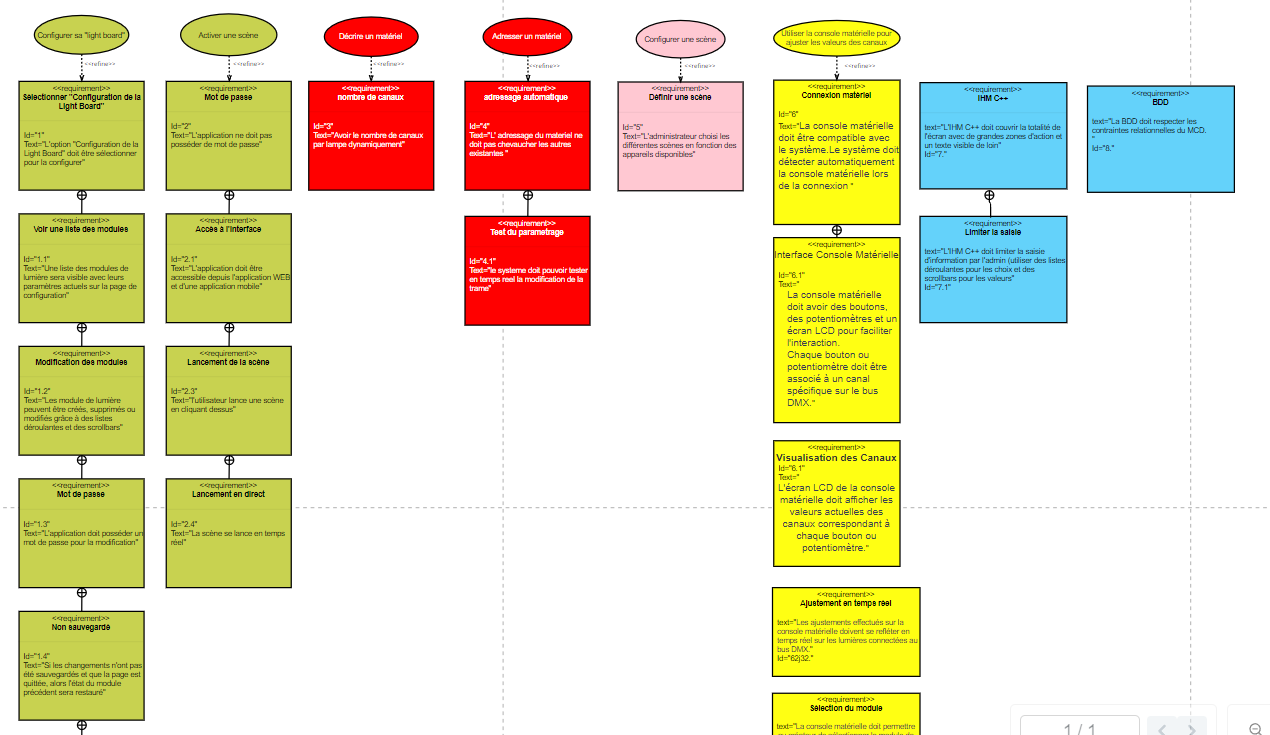 Configurer sa "light board"
<<refine>>
<<requirement>>
Sélectionner "Configuration de la
Light Board"
Id="1"
Text="L'option "Configuration de la
Light Board" doit être sélectionner
pour la configurer"
<<requirement>>
Voir une liste des modules
Id="1.1"
Text="Une liste des modules de
lumière sera visible avec leurs
paramètres actuels sur la page de
configuration"
<<requirement>>
Modification des modules
Id="1.2"
Text="Les module de lumière
peuvent être créés, supprimés ou
modifiés grâce à des listes
déroulantes et des scrollbars"
<<requirement>>
Mot de passe
Id="1.3"
Text="L'application doit posséder un
mot de passe pour la modification"
<<requirement>>
Non sauvegardé
Id="1.4"
Text="Si les changements n'ont pas
été sauvegardés et que la page est
quittée, alors l'état du module
précédent sera restauré"
Activer une scène
<<refine>>
<<requirement>>
Mot de passe
Id="2"
Text="L'application ne doit pas
posséder de mot de passe"
<<requirement>>
Accès à l'interface
Id="2.1"
Text="L'application doit être
accessible depuis l'application WEB
et d'une application mobile"
<<requirement>>
Lancement de la scène
Id="2.3"
Text="l'utilisateur lance une scène
en cliquant dessus"
<<requirement>>
Lancement en direct
Id="2.4"
Text="La scène se lance en temps
réel"
Décrire un matériel
<<refine>>
<<requirement>>
nombre de canaux
Id="3"
Text="Avoir le nombre de canaux
par lampe dynamiquement"
Adresser un matériel
<<refine>>
<<requirement>>
adressage automatique
Id="4"
Text="L' adressage du materiel ne
doit pas chevaucher les autres
existantes "
<<requirement>>
Test du parametrage
Id="4.1"
Text="le systeme doit pouvoir tester
en temps reel la modification de la
trame"
Configurer une scène
<<refine>>
<<requirement>>
Définir une scène
Id="5"
Text="L'administrateur choisi les
différentes scènes en fonction des
appareils disponibles"
Utiliser la console matérielle pour
ajuster les valeurs des canaux
<<refine>>
<<requirement>>
Connexion matériel
Id="6"
Text="La console matérielle
doit être compatible avec
le système.Le système doit
détecter automatiquement
la console matérielle lors
de la connexion "
<<requirement>>
Interface Console Matérielle
Id="6.1"
Text="
La console matérielle
doit avoir des boutons,
des potentiomètres et un
écran LCD pour faciliter
l'interaction.
Chaque bouton ou
potentiomètre doit être
associé à un canal
spécifique sur le bus
DMX."
<<requirement>>
Visualisation des Canaux
Id="6.1"
Text="
L'écran LCD de la console
matérielle doit afficher les
valeurs actuelles des
canaux correspondant à
chaque bouton ou
potentiomètre."
<<requirement>>
Ajustement en temps réel
text="Les ajustements effectués sur la
console matérielle doivent se refléter en
temps réel sur les lumières connectées au
bus DMX."
Id="62j32."
<<requirement>>
Sélection du module
text="La console matérielle doit permettre
<<requirement>>
IHM C++
text="L'IHM C++ doit couvrir la totalité de
l'écran avec de grandes zones d'action et
un texte visible de loin"
Id="7."
<<requirement>>
Limiter la saisie
text="L'IHM C++ doit limiter la saisie
d'information par l'admin (utiliser des listes
déroulantes pour les choix et des
scrollbars pour les valeurs"
Id="7.1"
<<requirement>>
BDD
text="La BDD doit respecter les
contraintes relationnelles du MCD.
"
Id="8."
1 / 1